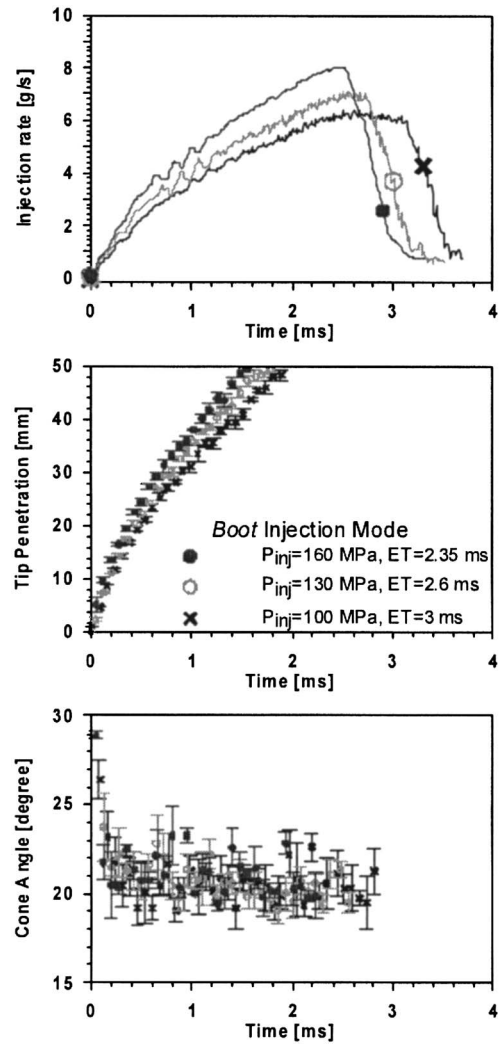 Injection rate [g/s]
10
8
6
4
2
0
0 1 2 3 4
Time [ms]
Tip Penetration [mm]
50
40
30
20
10
0
Boot Injection Mode
Pinj=160 MPa, ET=2.35 ms
Pinj=130 MPa, ET=2.6 ms
Pinj=100 MPa, ET=3 ms
0 1 2 3 4
Time [ms]
Cone Angle [degree]
30
25
20
15
0 1 2 3 4
Time [ms]